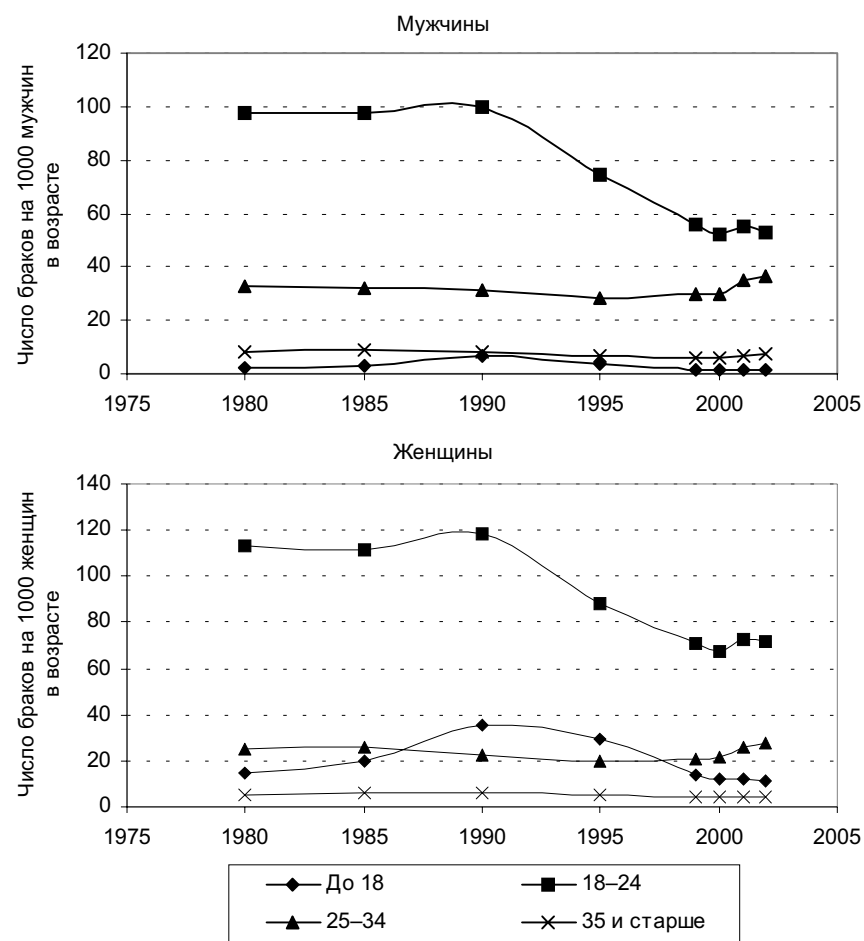 Мужчины
Число браков на 1000 мужчин
в возрасте
120
100
80
60
40
20
0
1975 1980 1985 1990 1995 2000 2005
Женщины
Число браков на 1000 женщин
в возрасте
140
120
100
80
60
40
20
0
1975 1980 1985 1990 1995 2000 2005
До 18 18–24
25–34 35 и старше